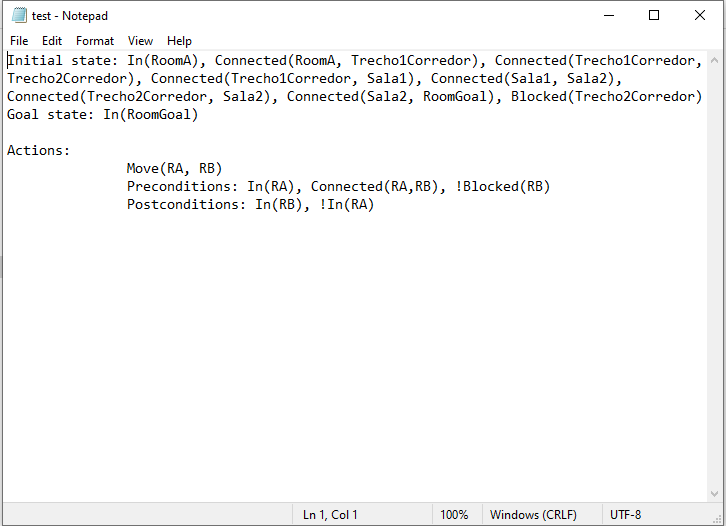 test - Notepad
File Edit Format View Help
Initial state: In(RoomA), Connected(RoomA, Trecho1Corredor), Connected(Trecho1Corredor,
Trecho2Corredor), Connected(Trecho1Corredor, Sala1), Connected(Sala1, Sala2),
Connected(Trecho2Corredor, Sala2), Connected(Sala2, RoomGoal), Blocked(Trecho2Corredor)
Goal state: In(RoomGoal)

Actions:
Move(RA, RB)
Preconditions: In(RA), Connected(RA,RB), !Blocked(RB)
Postconditions: In(RB), !In(RA)
Ln 1, Col 1 100% Windows (CRLF) UTF-8